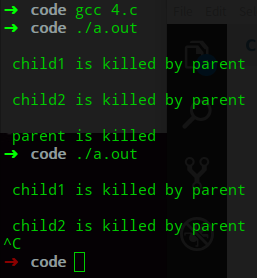 ➜ code gcc 4.c
➜ code ./a.out
child1 is killed by parent
child2 is killed by parent
parent is killed
➜ code ./a.out
child1 is killed by parent
child2 is killed by parent
^C
➜ code